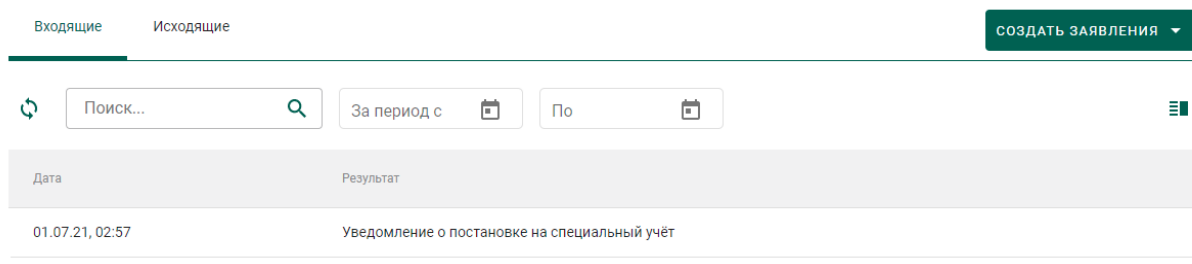 Входящие Исходящие СОЗДАТЬ ЗАЯВЛЕНИЯ
Поиск... За период с По
Дата Результат
01.07.21, 02:57 Уведомление о постановке на специальный учёт